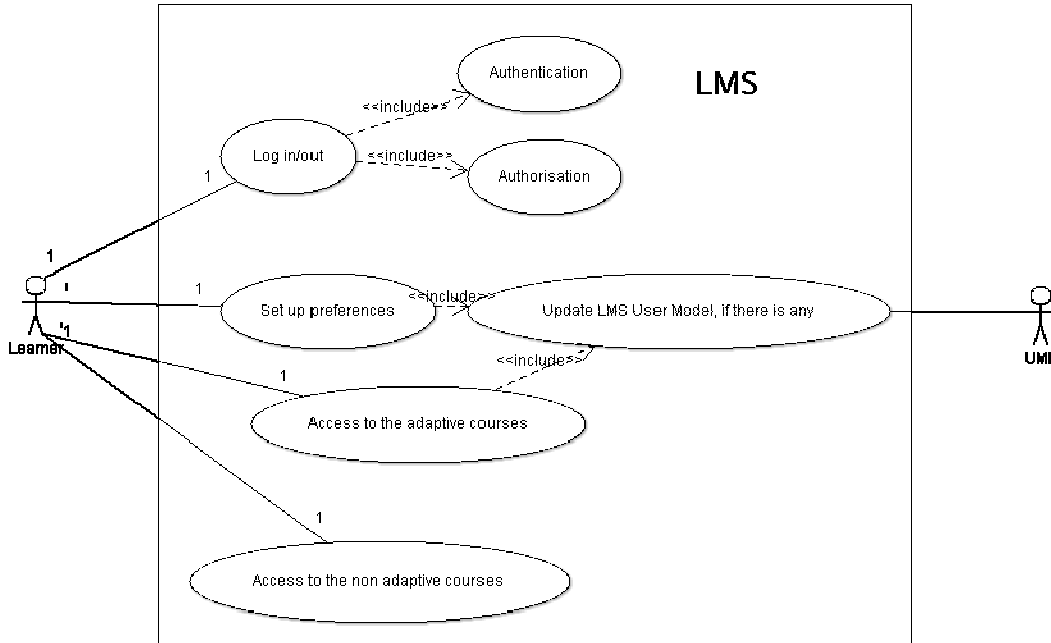 Authentication
LMS
<<include>>
Log in/out
<<include>>
Authorisation
1
1
1
Set up preferences
<<include>>
Update LMS User Model, if there is any
Learner
1
<<include>>
UMI
1
Access to the adaptive courses
1
Access to the non adaptive courses